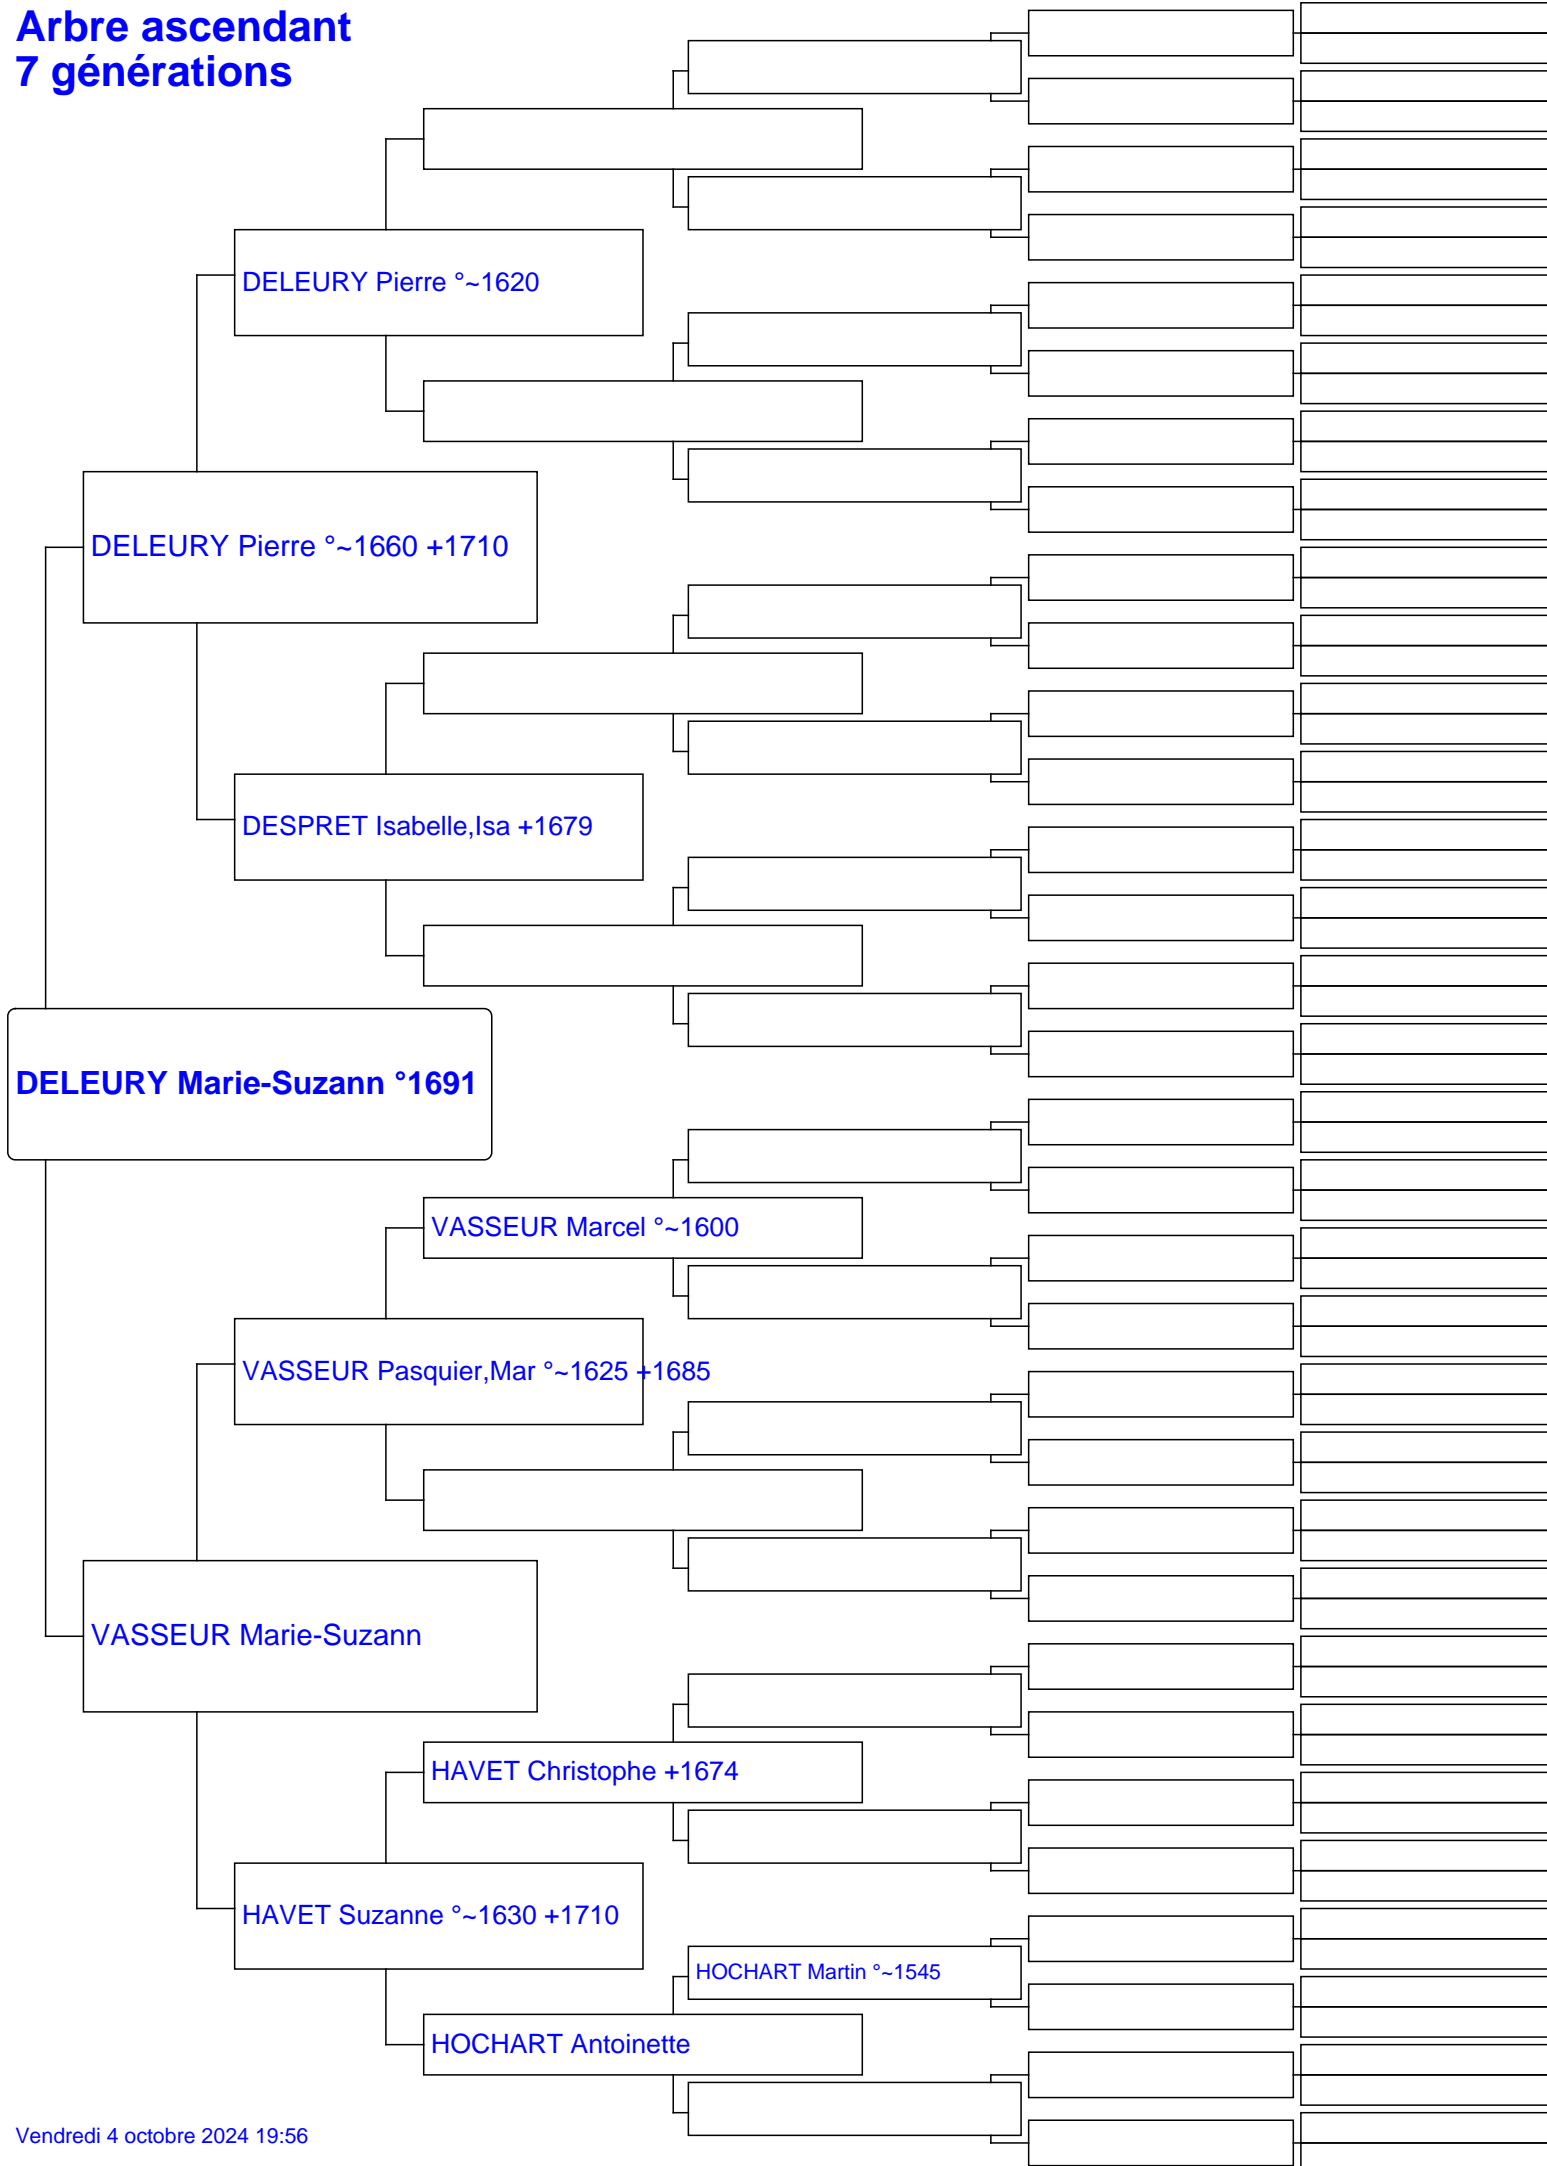 Arbre ascendant
7 générations
DELEURY Pierre °~1620
DELEURY Pierre °~1660 +1710
DESPRET Isabelle,Isa +1679
DELEURY Marie-Suzann °1691
VASSEUR Marcel °~1600
VASSEUR Pasquier,Mar °~1625 +1685
VASSEUR Marie-Suzann
HAVET Christophe +1674
HAVET Suzanne °~1630 +1710
HOCHART Martin °~1545
HOCHART Antoinette
Vendredi 4 octobre 2024 19:56